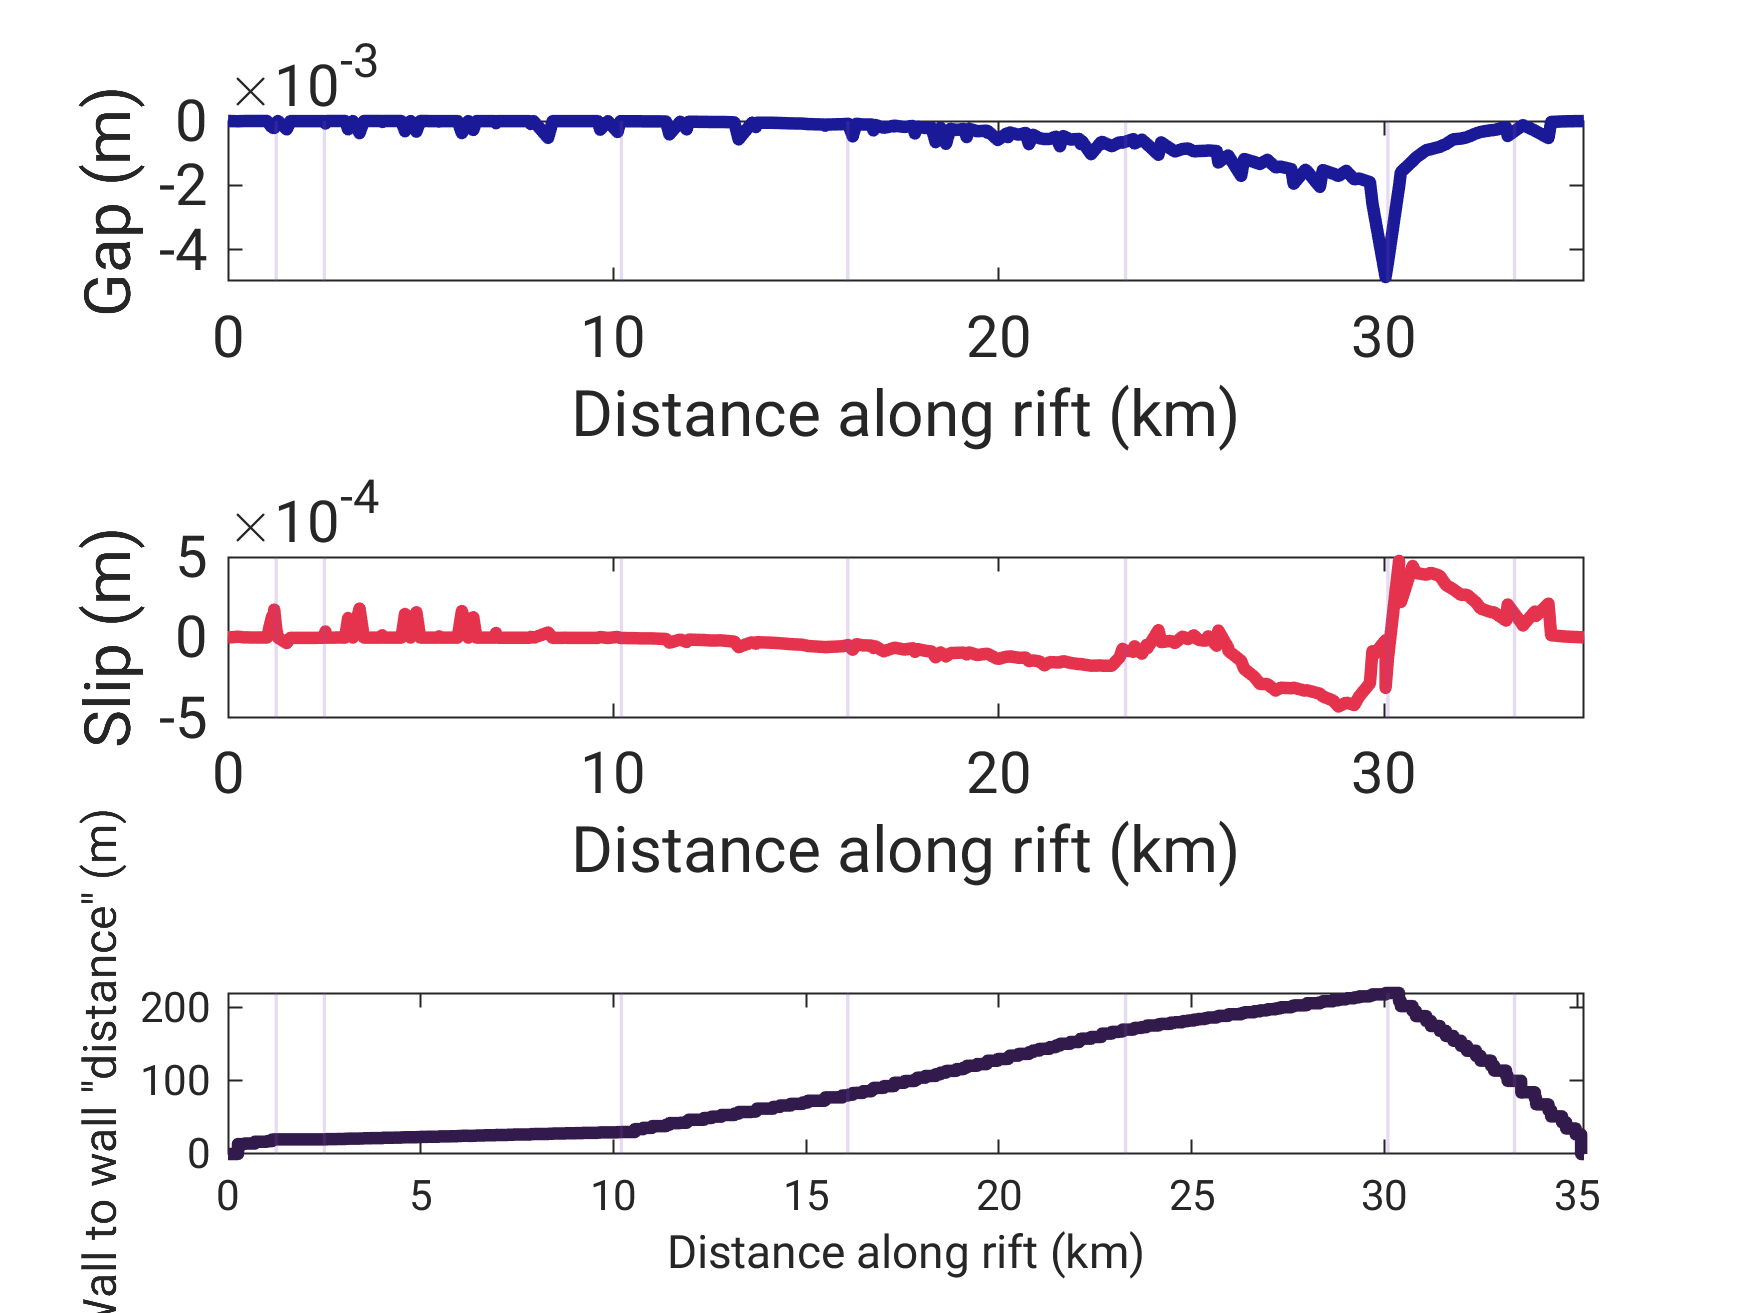 ×10-3
Gap (m)
0
-2
-4
0 10 20 30
Distance along rift (km)
×10-4
Slip (m)
5
0
-5
0 10 20 30
Distance along rift (km)
to wall "distance" (m)
200
100
0
0 5 10 15 20 25 30 35
Distance along rift (km)